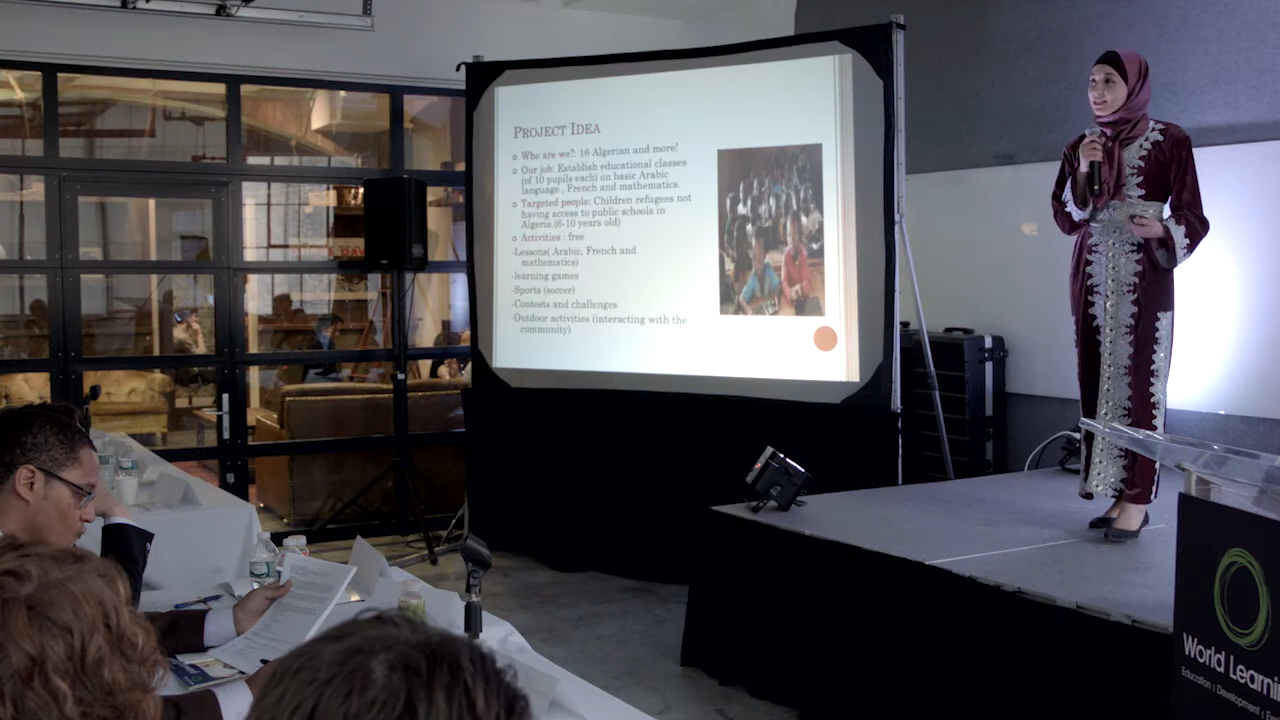 PROJECT IDEA
Who are we?: 16 Algerian and more!
Our job: Establish educational classes
(of 10 pupils each) on basic Arabic
language , French and mathematics.
Targeted people: Children refugees not
having access to public schools in
Algeria.(6-10 years old)
Activities : free
-Lessons( Arabic, French and
mathematics)
-learning games
-Sports (soccer)
-Contests and challenges
-Outdoor activities (interacting with the
community)
World Learni
Education | Development |